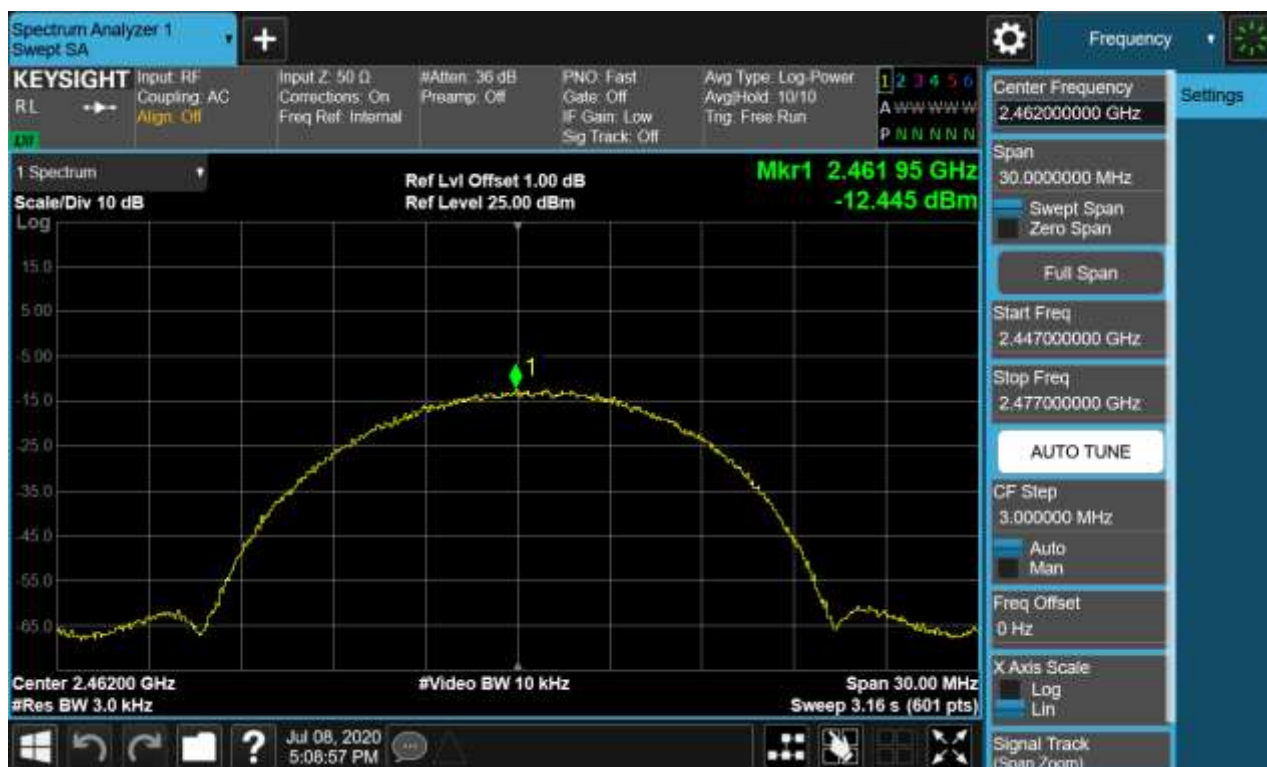 Spectrum Analyzer 1
Swept SA
+
Frequency
KEYSIGHT
RL
Input: RF
Coupling: AC
Align: Off
Input Z: 50 Ω
Corrections: On
Freq Ref: Internal
#Atten: 36 dB
Preamp: Off
PNO: Fast
Gate: Off
IF Gain: Low
Sig Track: Off
Avg Type: Log-Power
Avg|Hold: 10/10
Trig: Free Run
1 2 3 4 5 6
A W W W W W
P N N N N N
1 Spectrum
Scale/Div 10 dB
Log
Ref Lvl Offset 1.00 dB
Ref Level 25.00 dBm
Mkr1 2.461 95 GHz
-12.445 dBm
15.0
5.00
-5.00
-15.0
-25.0
-35.0
-45.0
-55.0
-65.0
1
Center 2.46200 GHz
#Res BW 3.0 kHz
#Video BW 10 kHz
Span 30.00 MHz
Sweep 3.16 s (601 pts)
?
Jul 08, 2020
5:08:57 PM
Center Frequency
2.462000000 GHz
Span
30.0000000 MHz
Swept Span
Zero Span
Full Span
Start Freq
2.447000000 GHz
Stop Freq
2.477000000 GHz
AUTO TUNE
CF Step
3.000000 MHz
Auto
Man
Freq Offset
0 Hz
X Axis Scale
Log
Lin
Signal Track
(Span Zoom)
Settings